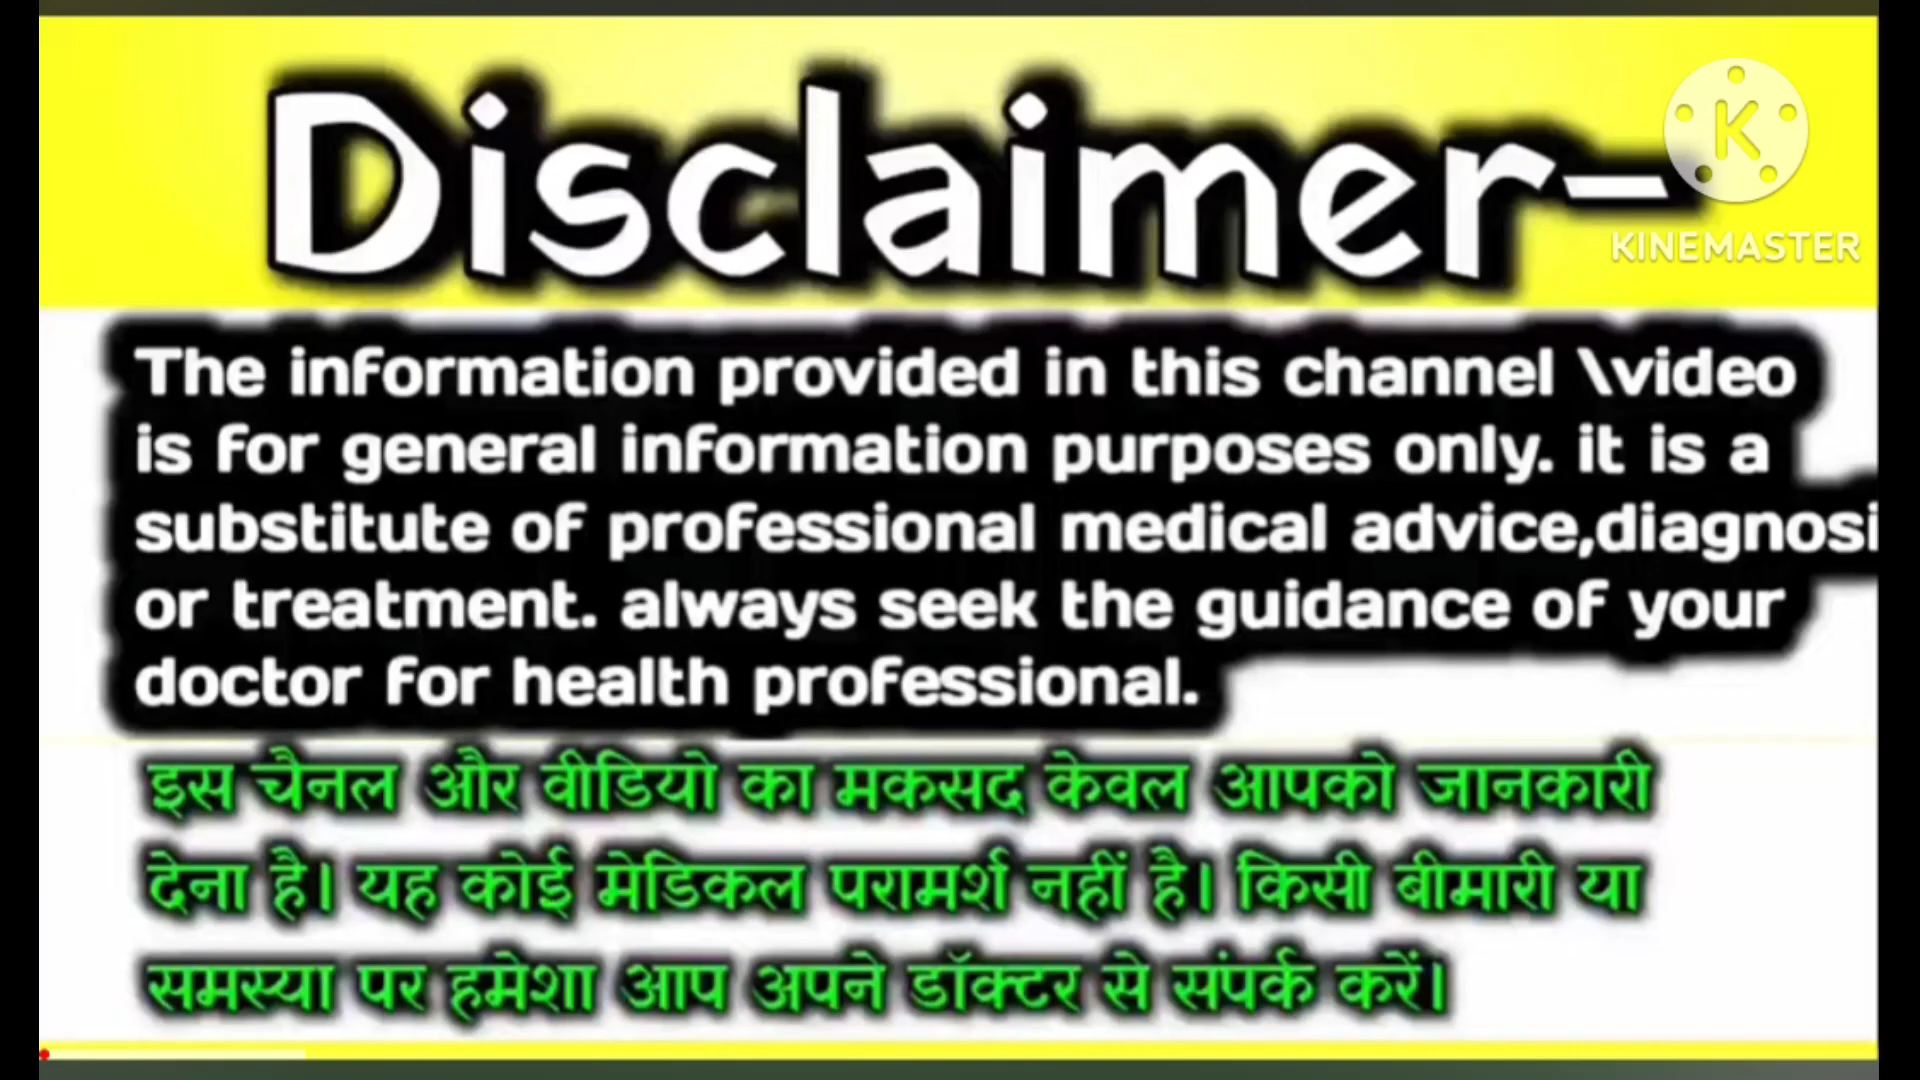 Disclaimer-
K
KINEMASTER
The information provided in this channel \video
is for general information purposes only. it is a
substitute of professional medical advice,diagnosi
or treatment. always seek the guidance of your
doctor for health professional.
इस चैनल और वीडियो का मकसद केवल आपको जानकारी
देना है। यह कोई मेडिकल परामर्श नहीं है। किसी बीमारी या
समस्या पर हमेशा आप अपने डॉक्टर से संपर्क करें।